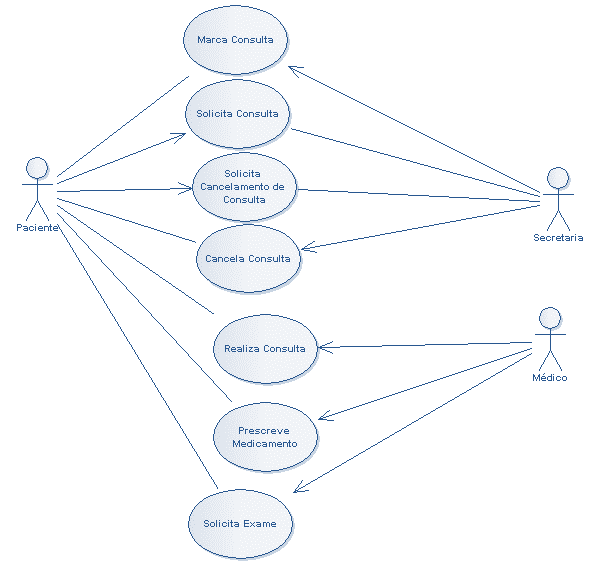 Marca Consulta
Solicita Consulta
Solicita
Cancelamento de
Consulta
Paciente
Secretaria
Cancela Consulta
Realiza Consulta
Médico
Prescreve
Medicamento
Solicita Exame